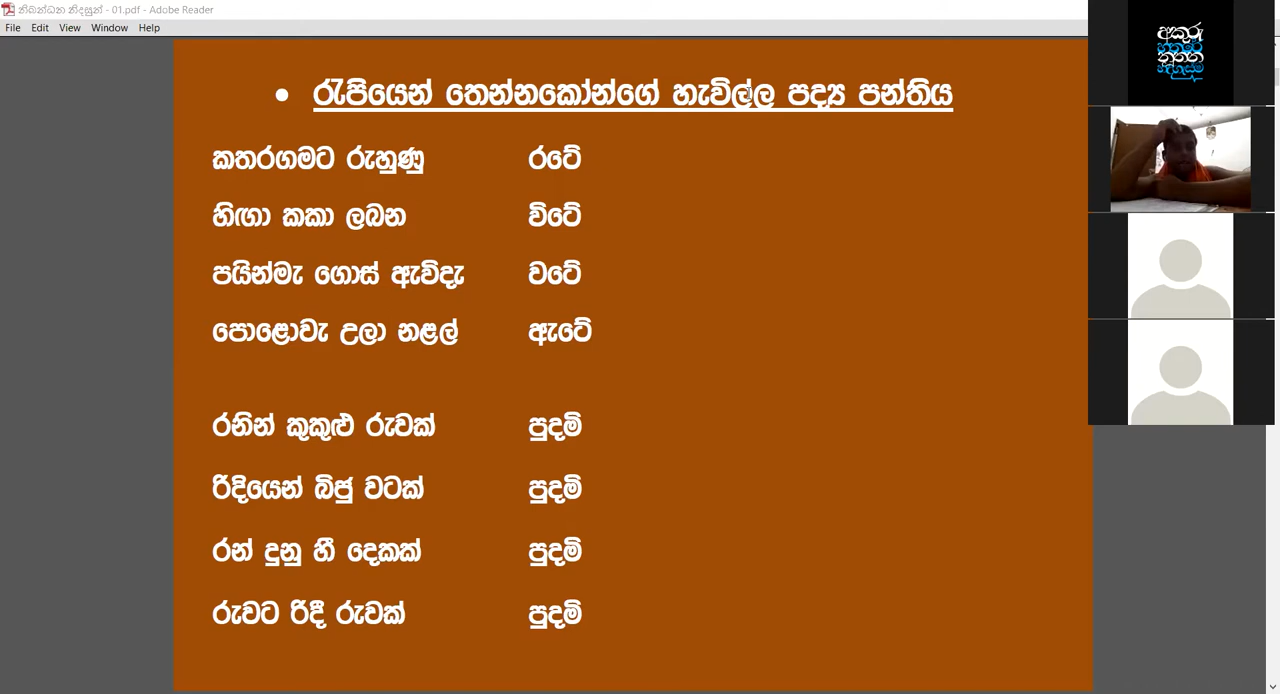 නිබන්ධන නිදසුන් - 01.pdf - Adobe Reader
File Edit View Window Help
• රැපියෙන් තෙන්නකෝන්ගේ හැවිල්ල පද්‍ය පන්තිය
කතරගමට රුහුණු රටේ
හිඟා කකා ලබන විටේ
පයින්මැ ගොස් ඇවිදැ වටේ
පොළොවැ උලා නළල් ඇටේ
රනින් කුකුළු රුවක් පුදමි
රිදියෙන් බිජු වටක් පුදමි
රන් දුනු හී දෙකක් පුදමි
රුවට රිදී රුවක් පුදමි
අකුරු